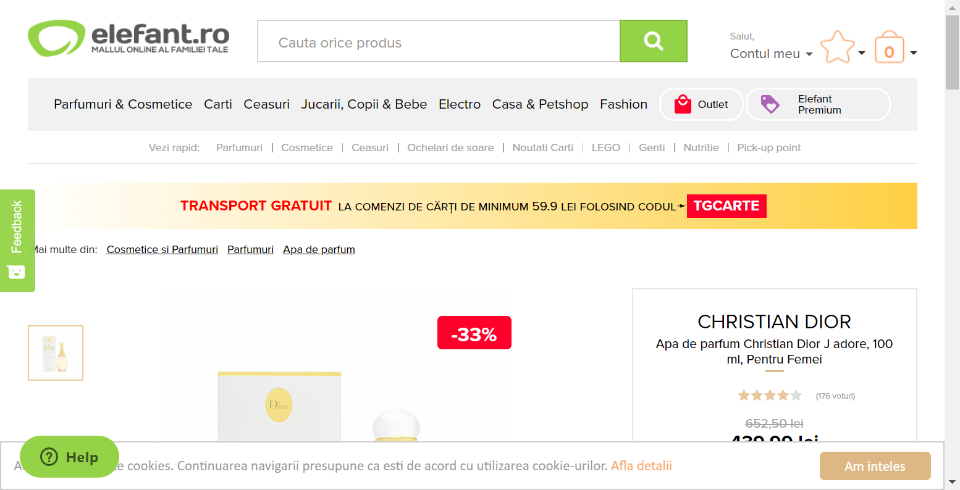 elefant.ro
MALLUL ONLINE AL FAMILIEI TALE
Cauta orice produs
Salut,
Contul meu
0
Parfumuri & Cosmetice Carti Ceasuri Jucarii, Copii & Bebe Electro Casa & Petshop Fashion Outlet Elefant Premium
Vezi rapid: Parfumuri | Cosmetice | Ceasuri | Ochelari de soare | Noutati Carti | LEGO | Genti | Nutritie | Pick-up point
TRANSPORT GRATUIT LA COMENZI DE CĂRȚI DE MINIMUM 59.9 LEI FOLOSIND CODUL TGCARTE
Feedback
Mai multe din: Cosmetice si Parfumuri Parfumuri Apa de parfum
-33%
Dior
CHRISTIAN DIOR
Apa de parfum Christian Dior J adore, 100
ml, Pentru Femei
(176 voturi)
652,50 lei
439,99 lei
Help
cookies. Continuarea navigarii presupune ca esti de acord cu utilizarea cookie-urilor. Afla detalii
Am inteles